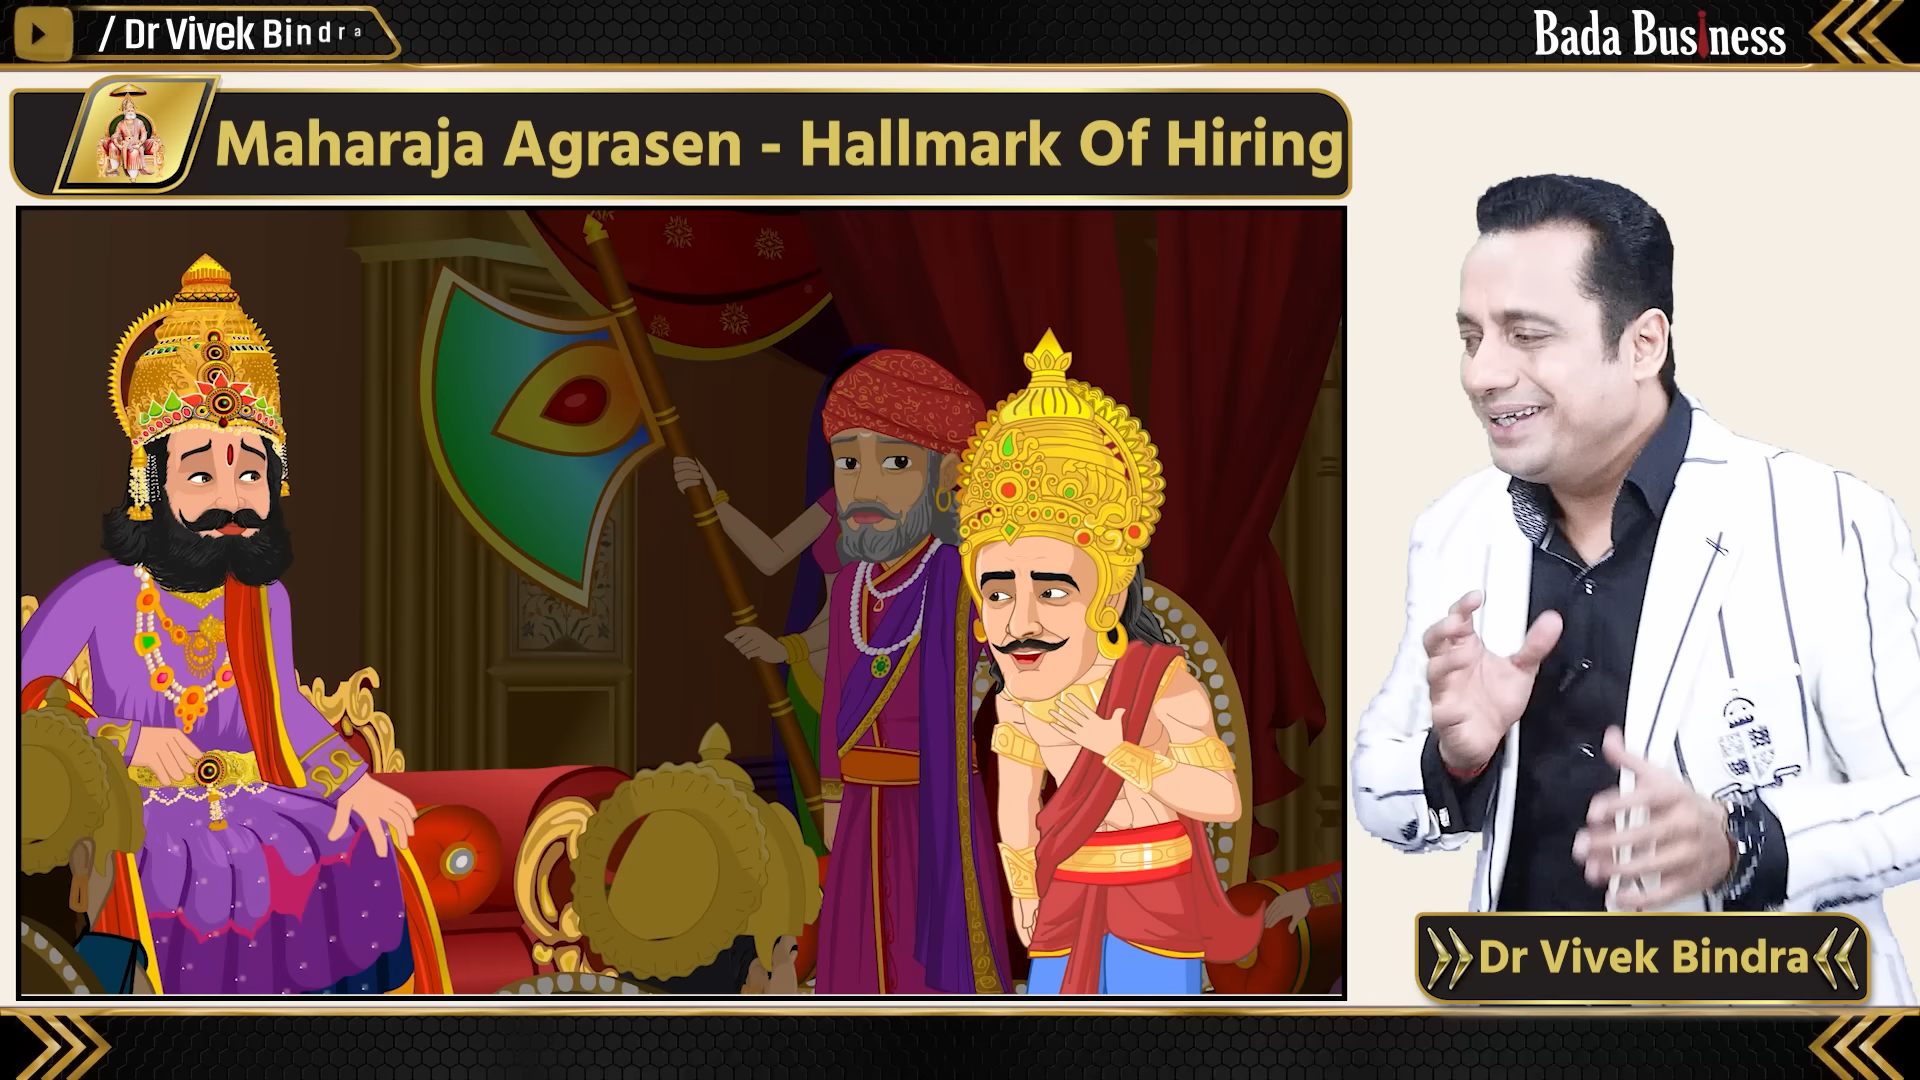 / Dr Vivek Bindra
Bada Business
Maharaja Agrasen - Hallmark Of Hiring
Dr Vivek Bindra